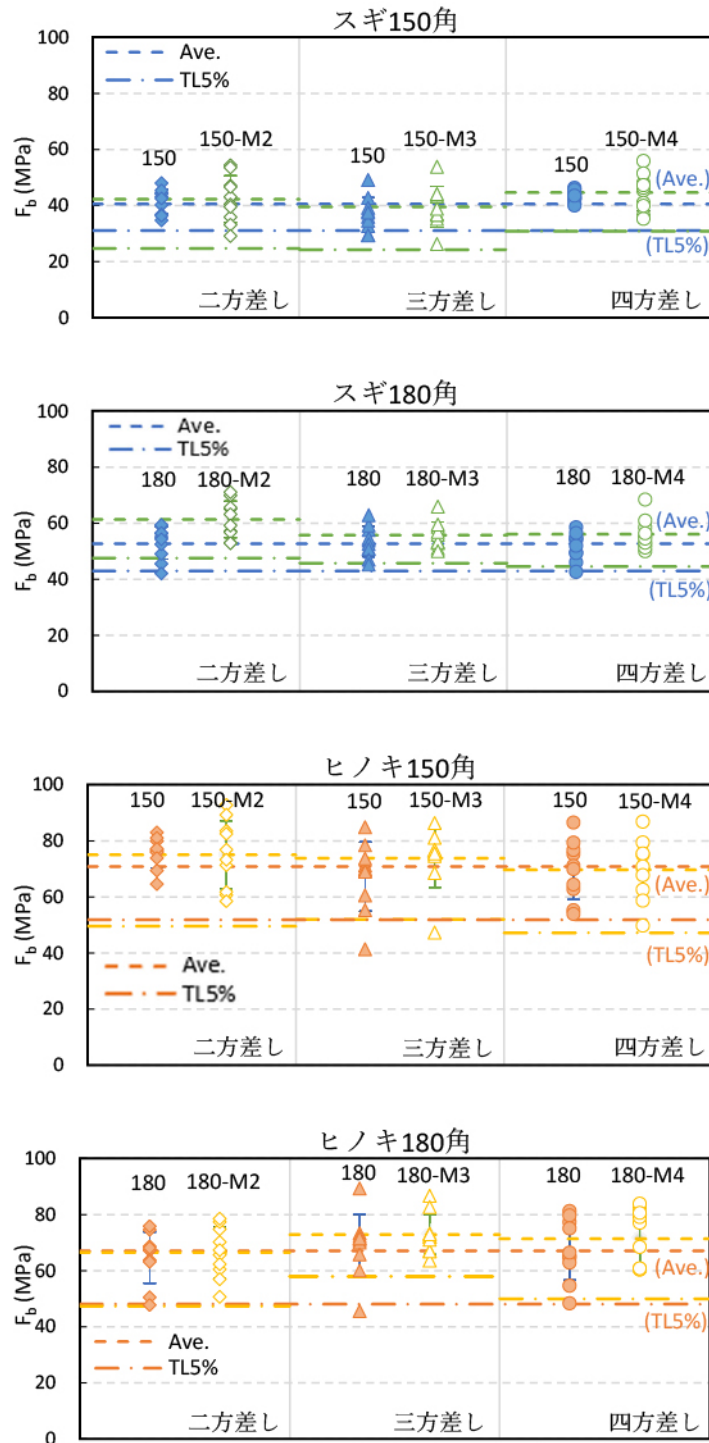 スギ150角
100
80
60
40
20
0
F_b (MPa)
Ave.
TL5%
150
150-M2
150
150-M3
150
150-M4
(Ave.)
(TL5%)
二方差し
三方差し
四方差し
スギ180角
100
80
60
40
20
0
F_b (MPa)
Ave.
TL5%
180
180-M2
180
180-M3
180
180-M4
(Ave.)
(TL5%)
二方差し
三方差し
四方差し
ヒノキ150角
100
80
60
40
20
0
F_b (MPa)
150
150-M2
150
150-M3
150
150-M4
(Ave.)
(TL5%)
Ave.
TL5%
二方差し
三方差し
四方差し
ヒノキ180角
100
80
60
40
20
0
F_b (MPa)
180
180-M2
180
180-M3
180
180-M4
(Ave.)
(TL5%)
Ave.
TL5%
二方差し
三方差し
四方差し